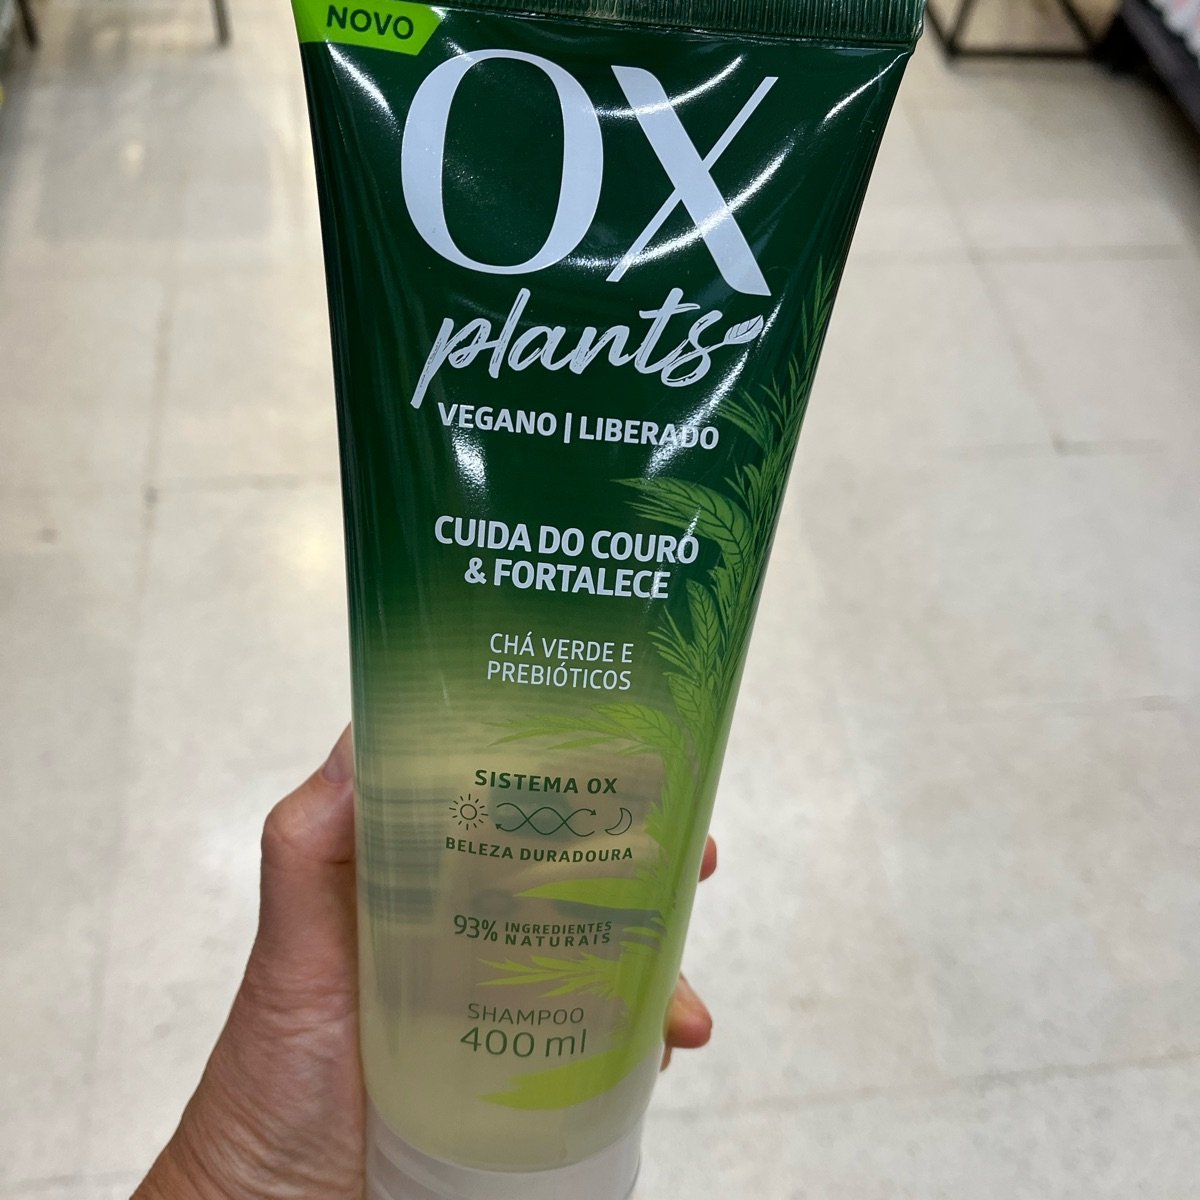 NOVO
OX
plants
VEGANO | LIBERADO
CUIDA DO COURO
& FORTALECE
CHÁ VERDE E
PREBIÓTICOS
SISTEMA OX
BELEZA DURADOURA
93% INGREDIENTES
NATURAIS
SHAMPOO
400 ml